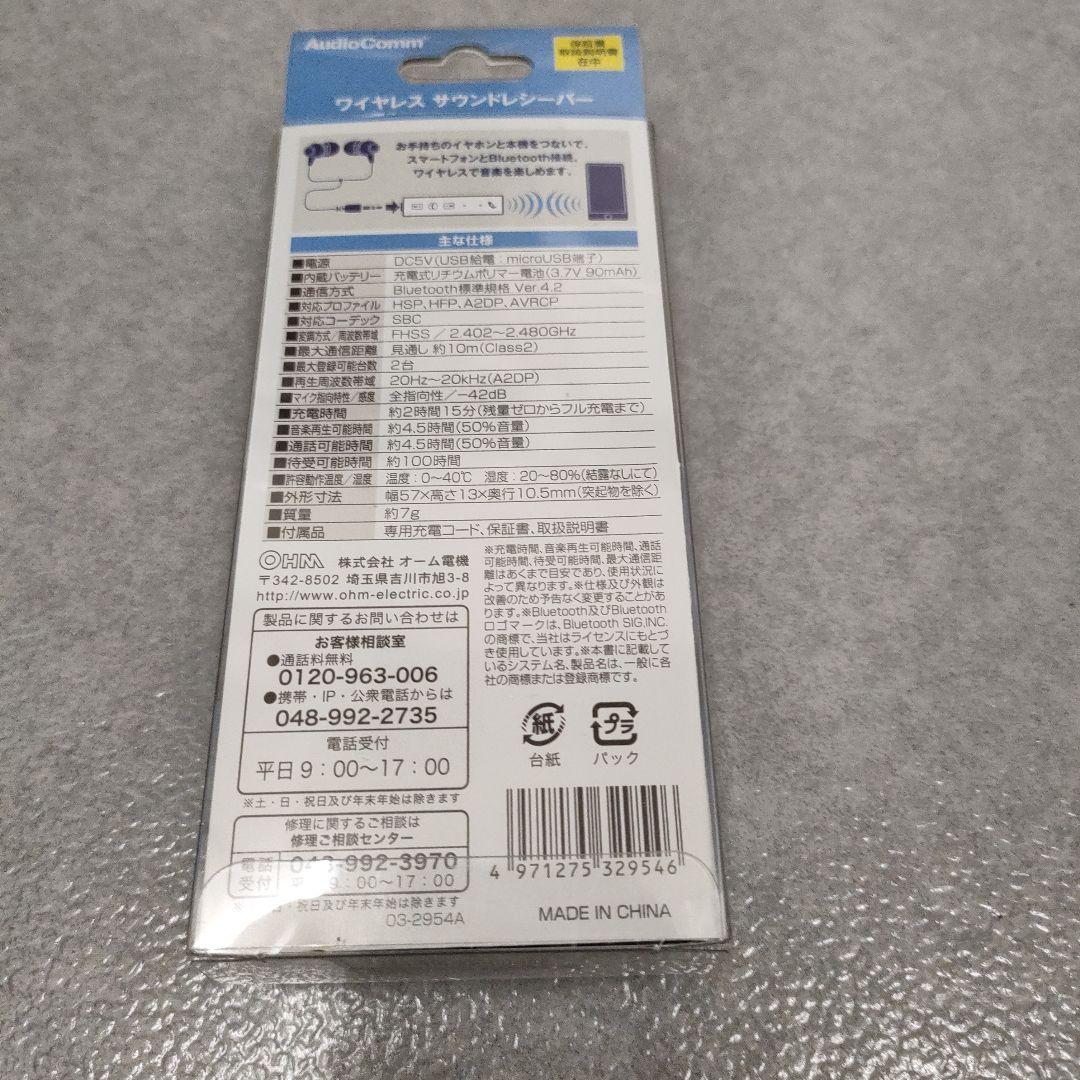 AudioComm
保証書
取扱説明書
在中
ワイヤレス サウンドレシーバー
お手持ちのイヤホンと本機をつないで、
スマートフォンとBluetooth接続。
ワイヤレスで音楽を楽しめます。
主な仕様
■電源 DC5V(USB給電：microUSB端子)
■内蔵バッテリー 充電式リチウムポリマー電池(3.7V 90mAh)
■通信方式 Bluetooth標準規格 Ver.4.2
■対応プロファイル HSP、HFP、A2DP、AVRCP
■対応コーデック SBC
■変調方式／周波数帯域 FHSS ／ 2.402～2.480GHz
■最大通信距離 見通し 約10m(Class2)
■最大登録可能台数 2台
■再生周波数帯域 20Hz～20kHz(A2DP)
■マイク指向特性／感度 全指向性／-42dB
■充電時間 約2時間15分(残量ゼロからフル充電まで)
■音楽再生可能時間 約4.5時間(50%音量)
■通話可能時間 約4.5時間(50%音量)
■待受可能時間 約100時間
■許容動作温度／湿度 温度：0～40℃ 湿度：20～80%(結露なしにて)
■外形寸法 幅57×高さ13×奥行10.5mm(突起物を除く)
■質量 約7g
■付属品 専用充電コード、保証書、取扱説明書
OHM 株式会社 オーム電機
〒342-8502 埼玉県吉川市旭3-8
http://www.ohm-electric.co.jp
製品に関するお問い合わせは
お客様相談室
●通話料無料
0120-963-006
●携帯・IP・公衆電話からは
048-992-2735
電話受付
平日9：00～17：00
※土・日・祝日及び年末年始は除きます
修理に関するご相談は
修理ご相談センター
電話 048-992-3970
受付 平日9：00～17：00
※土・日・祝日及び年末年始は除きます
03-2954A
※充電時間、音楽再生可能時間、通話
可能時間、待受可能時間、最大通信距
離はあくまで目安であり、使用状況に
よって異なります。※仕様及び外観は
改善のため予告なく変更することがあ
ります。※Bluetooth及びBluetooth
ロゴマークは、Bluetooth SIG,INC.
の商標で、当社はライセンスにもとづ
き使用しています。※本書に記載して
いるシステム名、製品名は、一般に各
社の商標または登録商標です。
紙 プラ
台紙 パック
4 971275 329546
MADE IN CHINA